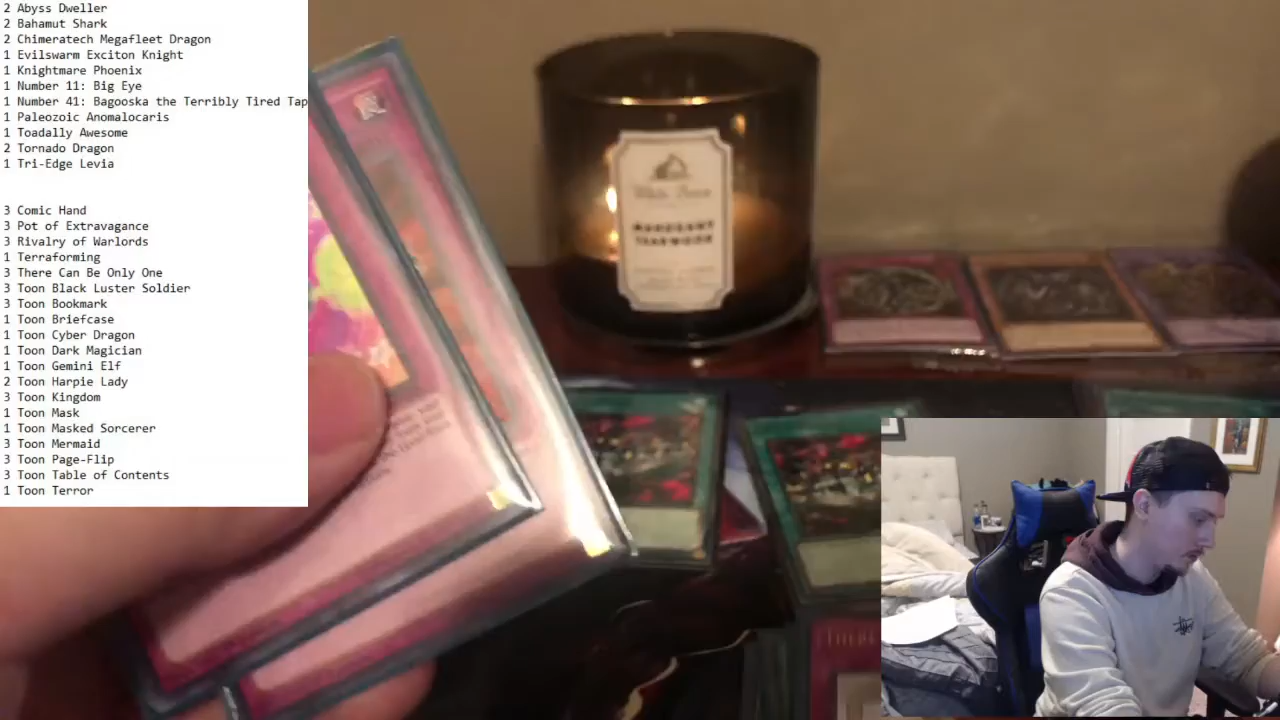 2 Abyss Dweller
2 Bahamut Shark
2 Chimeratech Megafleet Dragon
1 Evilswarm Exciton Knight
1 Knightmare Phoenix
1 Number 11: Big Eye
1 Number 41: Bagooska the Terribly Tired Tap
1 Paleozoic Anomalocaris
1 Toadally Awesome
2 Tornado Dragon
1 Tri-Edge Levia
3 Comic Hand
3 Pot of Extravagance
3 Rivalry of Warlords
1 Terraforming
3 There Can Be Only One
3 Toon Black Luster Soldier
3 Toon Bookmark
1 Toon Briefcase
1 Toon Cyber Dragon
1 Toon Dark Magician
1 Toon Gemini Elf
2 Toon Harpie Lady
3 Toon Kingdom
1 Toon Mask
1 Toon Masked Sorcerer
3 Toon Mermaid
3 Toon Page-Flip
3 Toon Table of Contents
1 Toon Terror
White Barn
MAHOGANY
TEAKWOOD